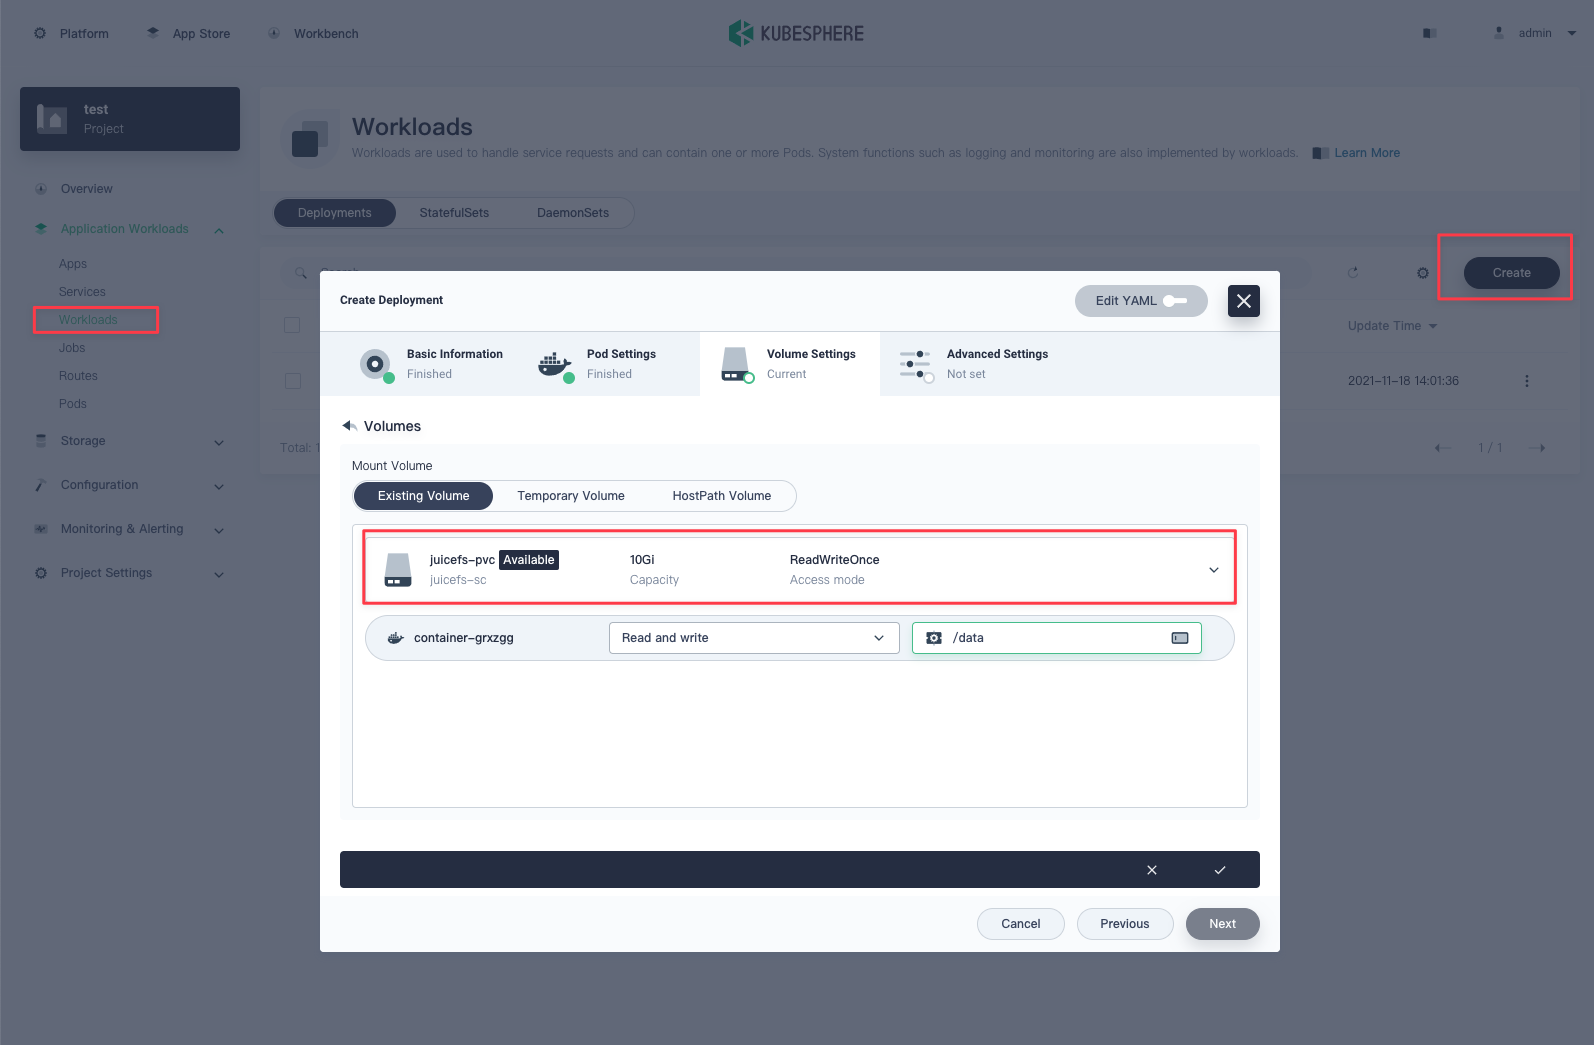 Platform
App Store
Workbench
KUBESPHERE
admin
test
Project
Workloads
Workloads are used to handle service requests and can contain one or more Pods. System functions such as logging and monitoring are also implemented by workloads.
Learn More
Overview
Application Workloads
Apps
Services
Workloads
Jobs
Routes
Pods
Storage
Configuration
Monitoring & Alerting
Project Settings
Deployments
StatefulSets
DaemonSets
Create
Update Time
2021-11-18 14:01:36
Total: 1
1 / 1
Create Deployment
Edit YAML
Basic Information
Finished
Pod Settings
Finished
Volume Settings
Current
Advanced Settings
Not set
Volumes
Mount Volume
Existing Volume
Temporary Volume
HostPath Volume
juicefs-pvc Available
juicefs-sc
10Gi
Capacity
ReadWriteOnce
Access mode
container-grxzgg
Read and write
/data
Cancel
Previous
Next